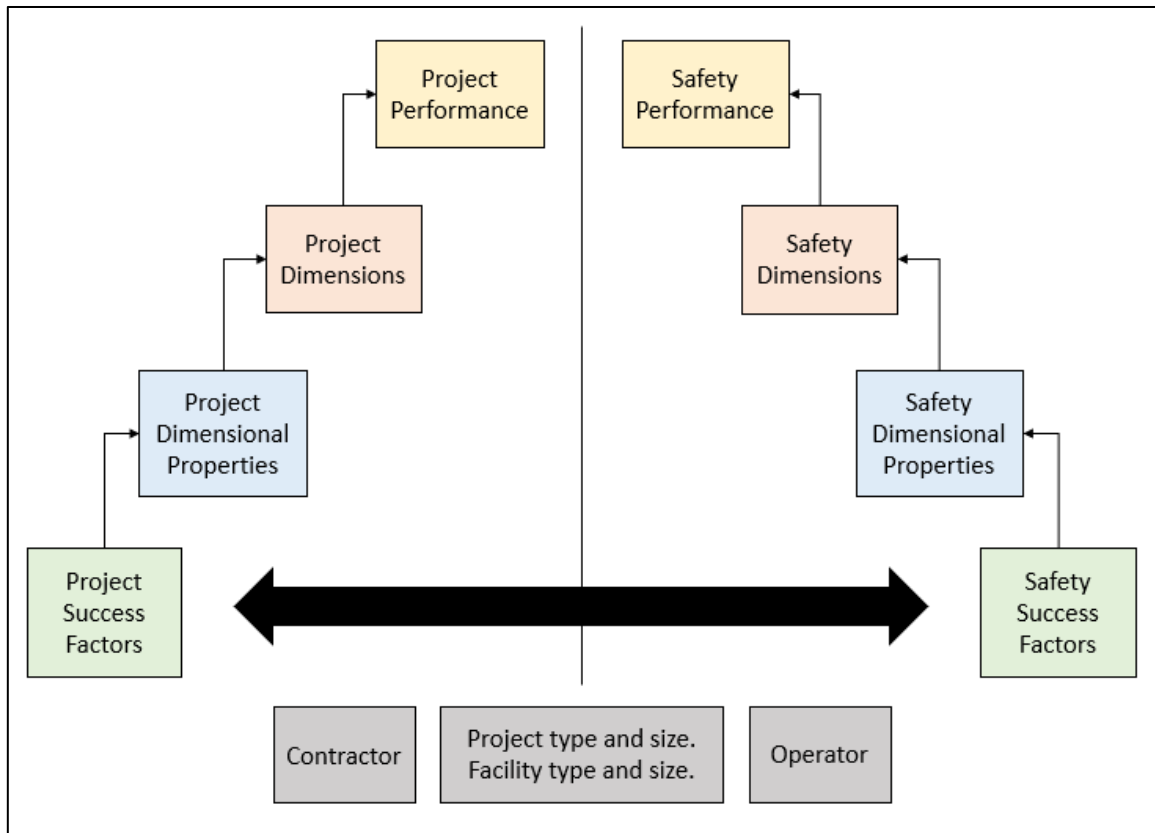 Project
Performance
Safety
Performance
Project
Dimensions
Safety
Dimensions
Project
Dimensional
Properties
Safety
Dimensional
Properties
Project
Success
Factors
Safety
Success
Factors
Contractor
Project type and size.
Facility type and size.
Operator